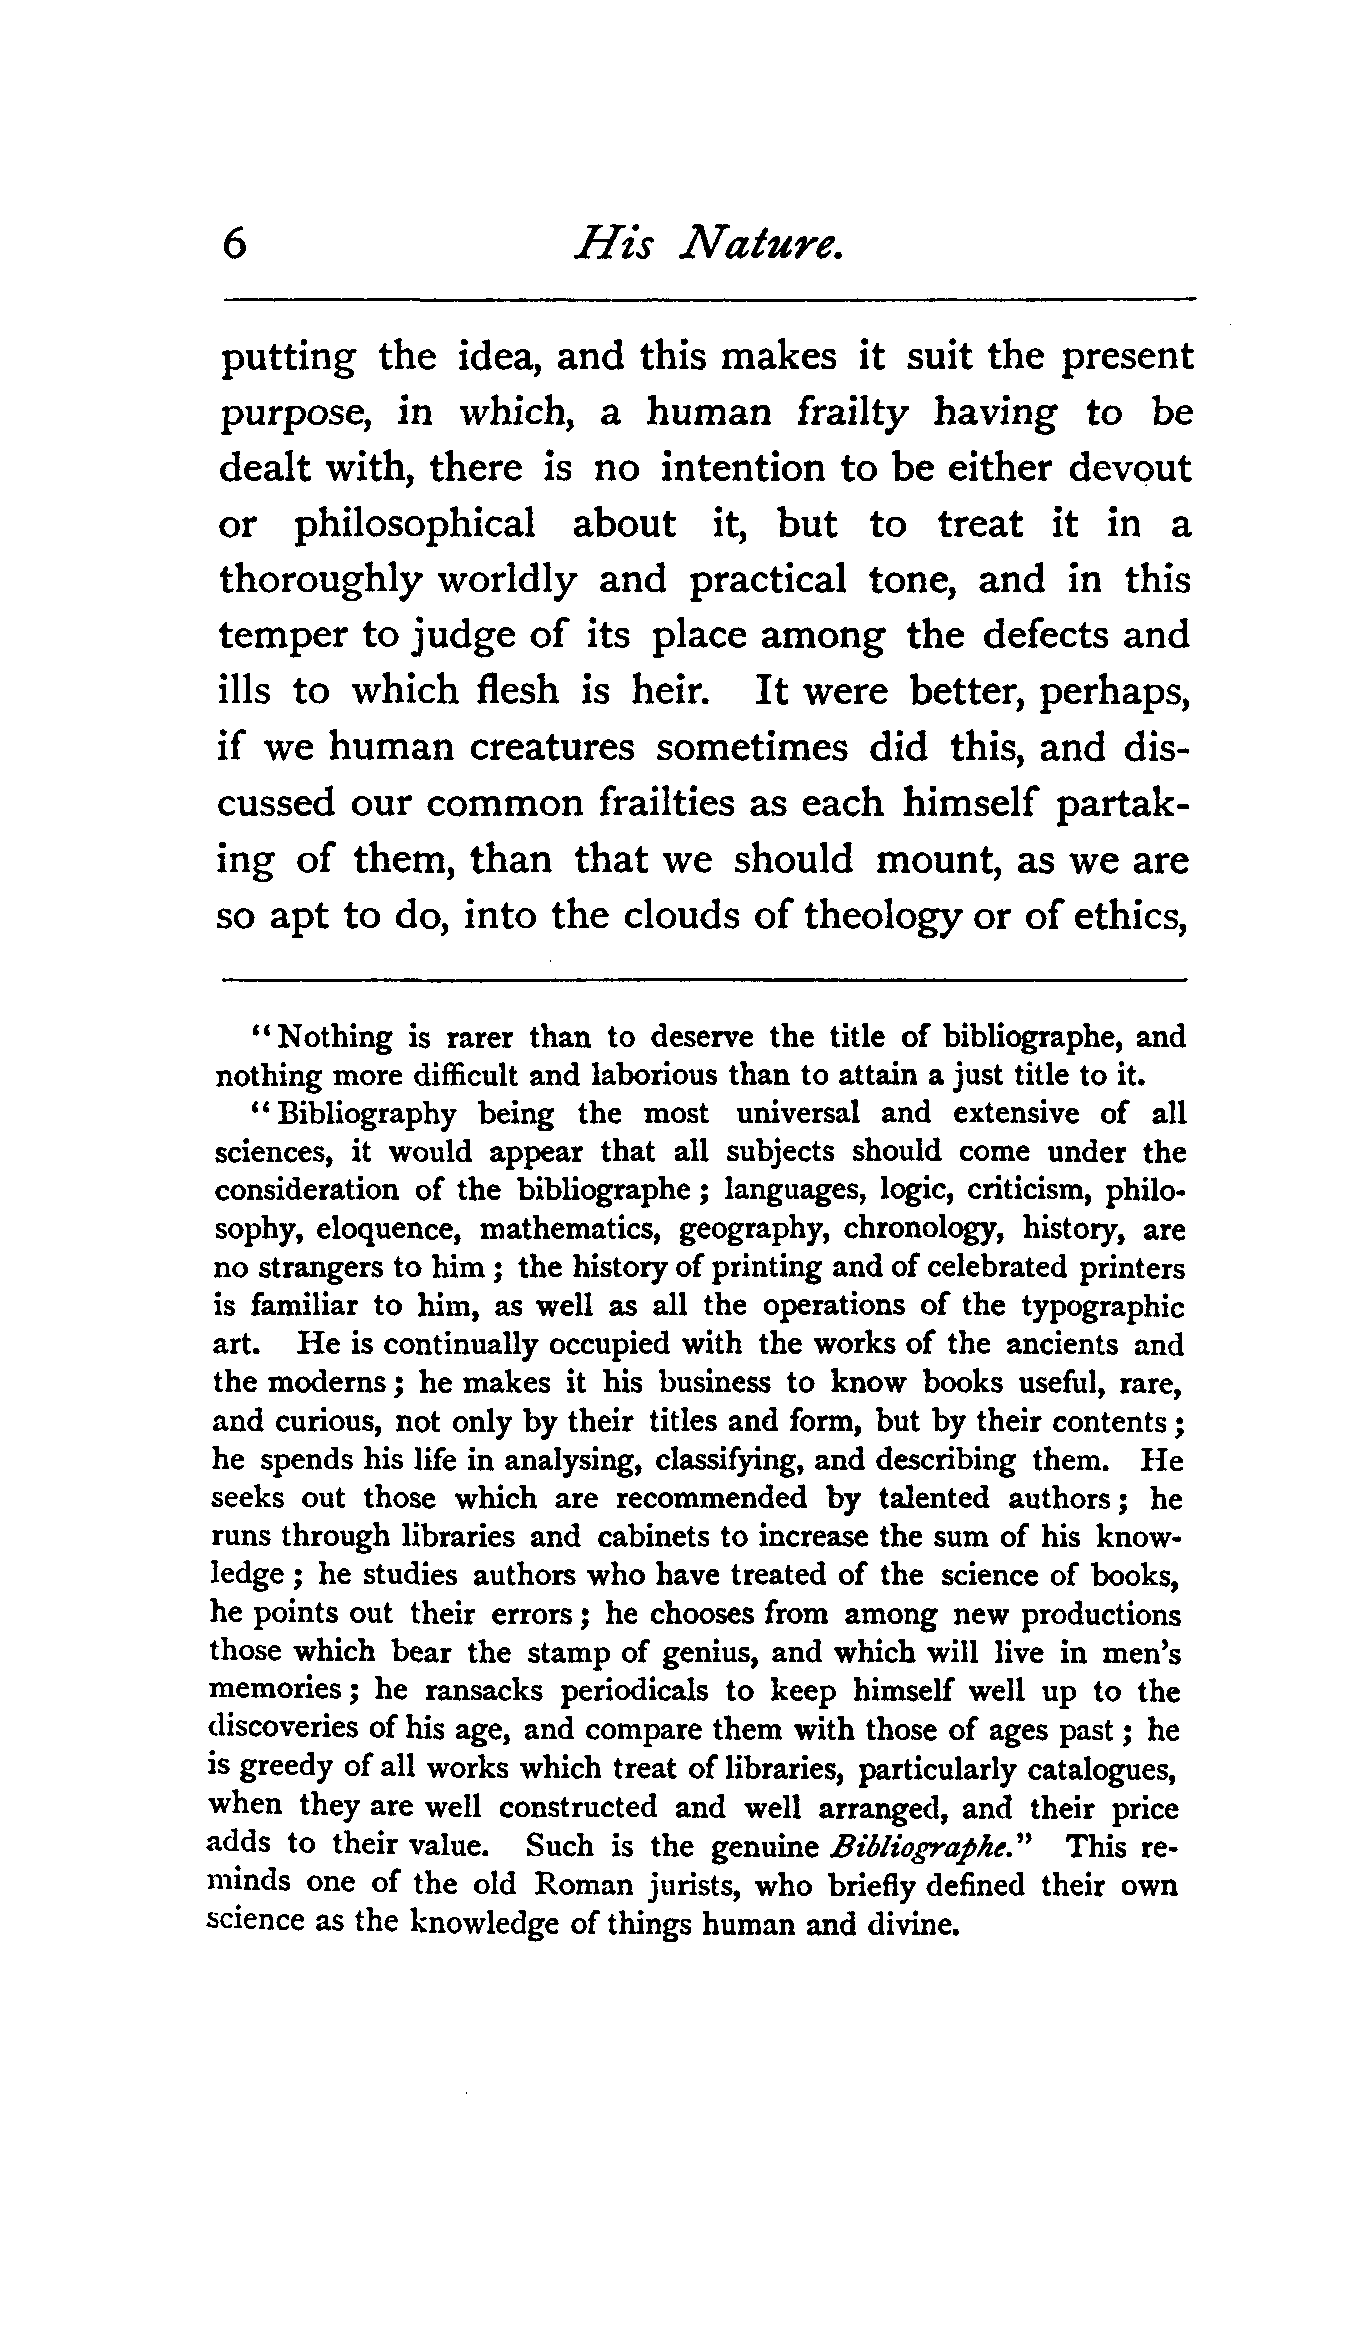 6 His Nature.
putting the idea, and this makes it suit the present
purpose, in which, a human frailty having to be
dealt with, there is no intention to be either devout
or philosophical about it, but to treat it in a
thoroughly worldly and practical tone, and in this
temper to judge of its place among the defects and
ills to which flesh is heir. It were better, perhaps,
if we human creatures sometimes did this, and dis-
cussed our common frailties as each himself partak-
ing of them, than that we should mount, as we are
so apt to do, into the clouds of theology or of ethics,
"Nothing is rarer than to deserve the title of bibliographe, and
nothing more difficult and laborious than to attain a just title to it.
"Bibliography being the most universal and extensive of all
sciences, it would appear that all subjects should come under the
consideration of the bibliographe; languages, logic, criticism, philo-
sophy, eloquence, mathematics, geography, chronology, history, are
no strangers to him; the history of printing and of celebrated printers
is familiar to him, as well as all the operations of the typographic
art. He is continually occupied with the works of the ancients and
the moderns; he makes it his business to know books useful, rare,
and curious, not only by their titles and form, but by their contents;
he spends his life in analysing, classifying, and describing them. He
seeks out those which are recommended by talented authors; he
runs through libraries and cabinets to increase the sum of his know-
ledge; he studies authors who have treated of the science of books,
he points out their errors; he chooses from among new productions
those which bear the stamp of genius, and which will live in men's
memories; he ransacks periodicals to keep himself well up to the
discoveries of his age, and compare them with those of ages past; he
is greedy of all works which treat of libraries, particularly catalogues,
when they are well constructed and well arranged, and their price
adds to their value. Such is the genuine Bibliographe." This re-
minds one of the old Roman jurists, who briefly defined their own
science as the knowledge of things human and divine.